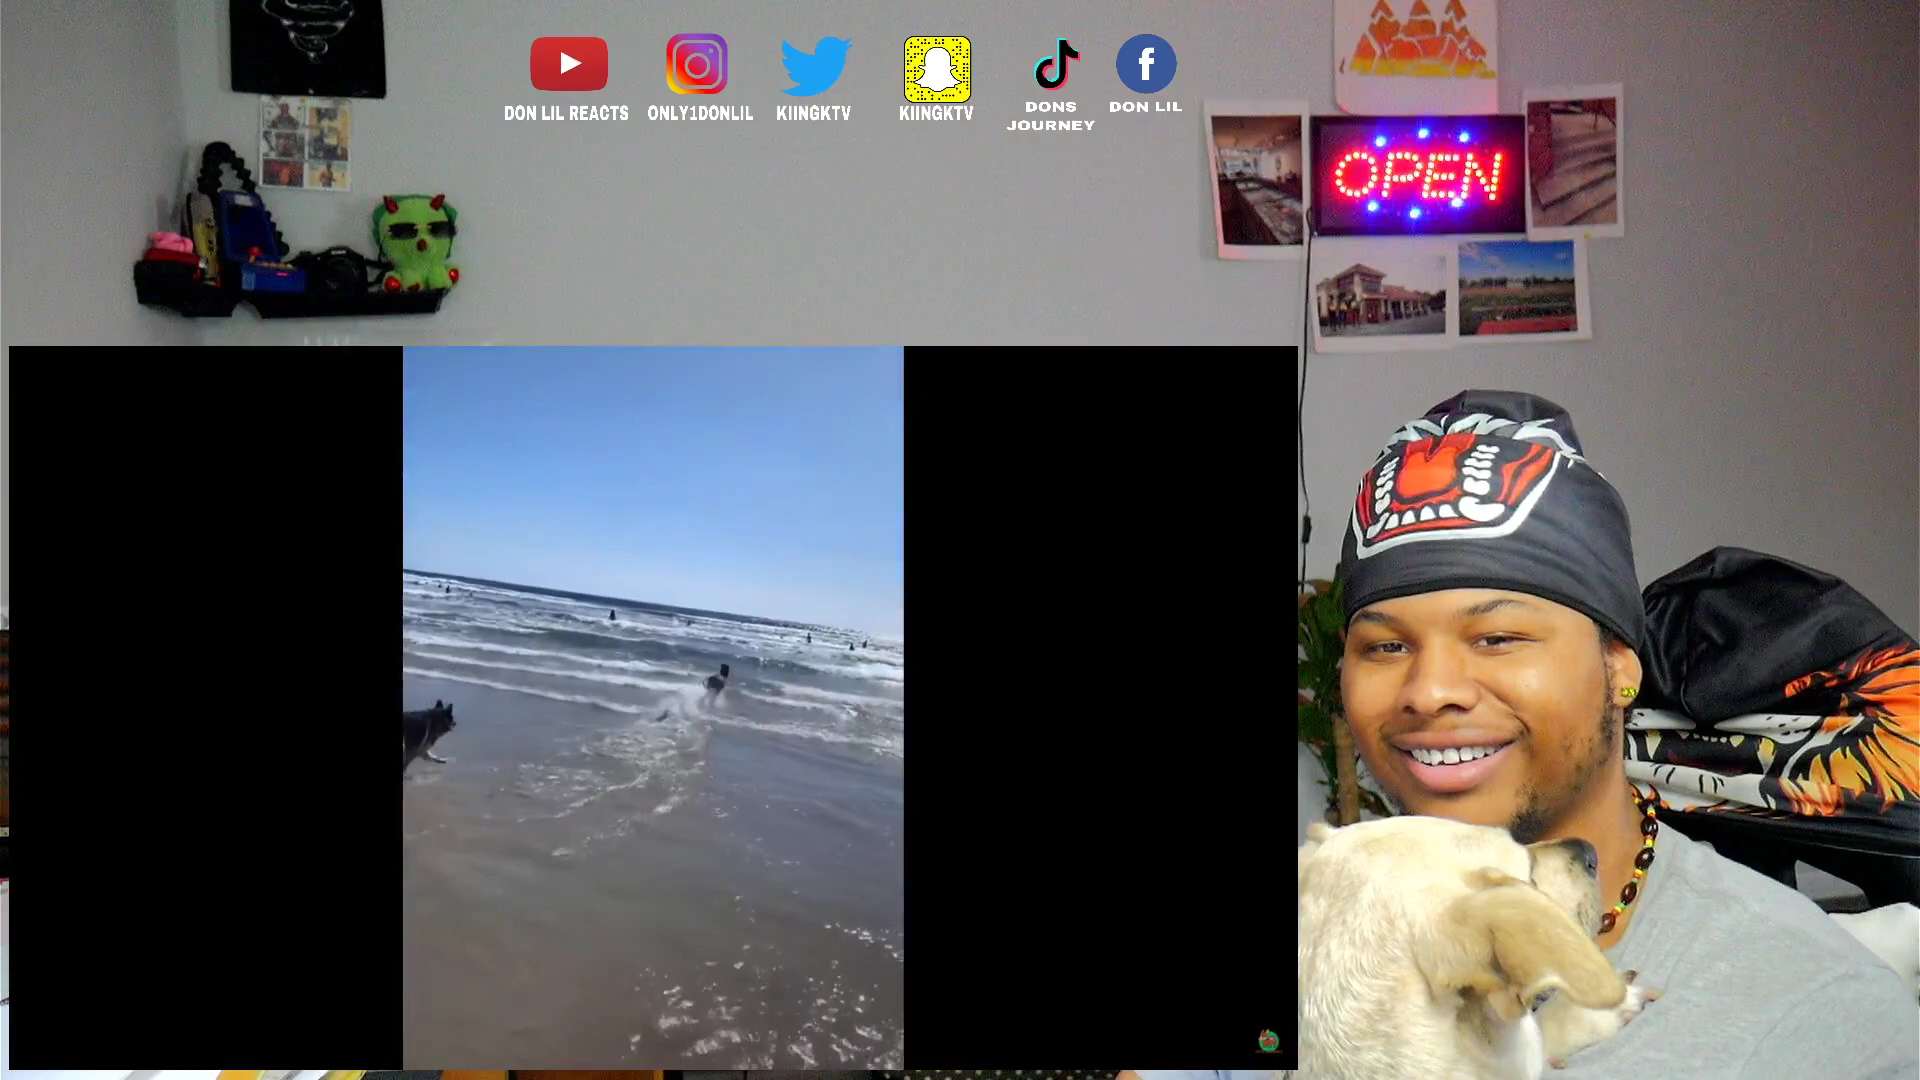 DON LIL REACTS
ONLY1DONLIL
KIINGKTV
KIINGKTV
DONS
JOURNEY
DON LIL
OPEN